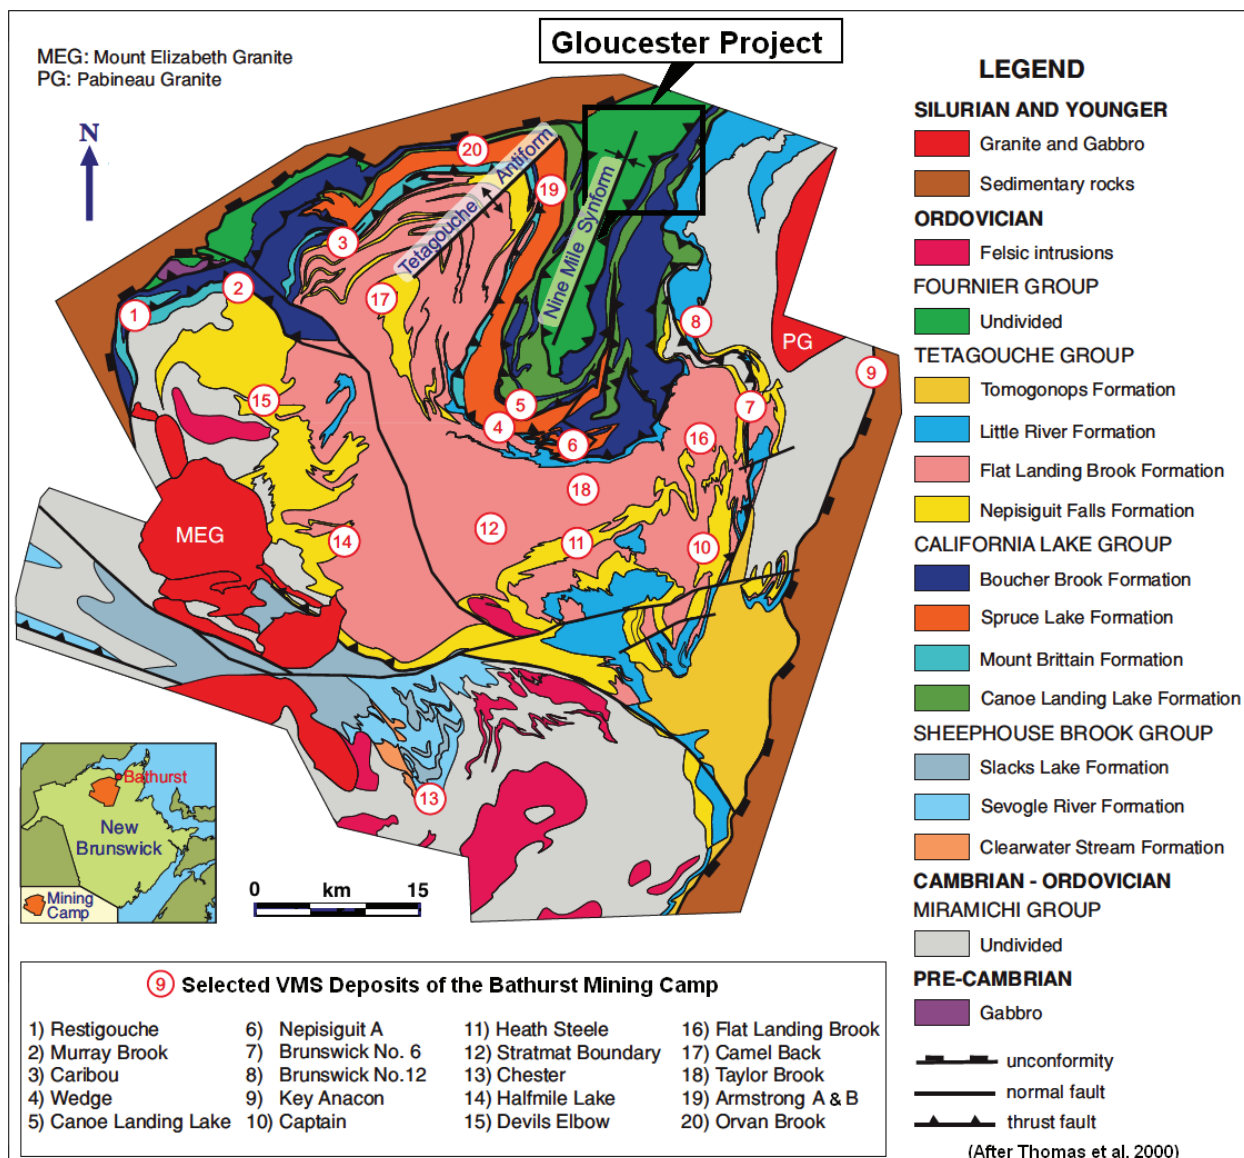 Gloucester Project
MEG: Mount Elizabeth Granite
PG: Pabineau Granite
N
Tetagouche Antiform
Nine Mile Synform
20
19
3
17
2
1
8
PG
9
15
5
7
4
6
16
18
12
11
14
10
MEG
13
Bathurst
New
Brunswick
Mining
Camp
0 km 15
LEGEND
SILURIAN AND YOUNGER
Granite and Gabbro
Sedimentary rocks
ORDOVICIAN
Felsic intrusions
FOURNIER GROUP
Undivided
TETAGOUCHE GROUP
Tomogonops Formation
Little River Formation
Flat Landing Brook Formation
Nepisiguit Falls Formation
CALIFORNIA LAKE GROUP
Boucher Brook Formation
Spruce Lake Formation
Mount Brittain Formation
Canoe Landing Lake Formation
SHEEPHOUSE BROOK GROUP
Slacks Lake Formation
Sevogle River Formation
Clearwater Stream Formation
CAMBRIAN - ORDOVICIAN
MIRAMICHI GROUP
Undivided
PRE-CAMBRIAN
Gabbro
unconformity
normal fault
thrust fault
(After Thomas et al. 2000)
9 Selected VMS Deposits of the Bathurst Mining Camp
1) Restigouche
2) Murray Brook
3) Caribou
4) Wedge
5) Canoe Landing Lake
6) Nepisiguit A
7) Brunswick No. 6
8) Brunswick No.12
9) Key Anacon
10) Captain
11) Heath Steele
12) Stratmat Boundary
13) Chester
14) Halfmile Lake
15) Devils Elbow
16) Flat Landing Brook
17) Camel Back
18) Taylor Brook
19) Armstrong A & B
20) Orvan Brook